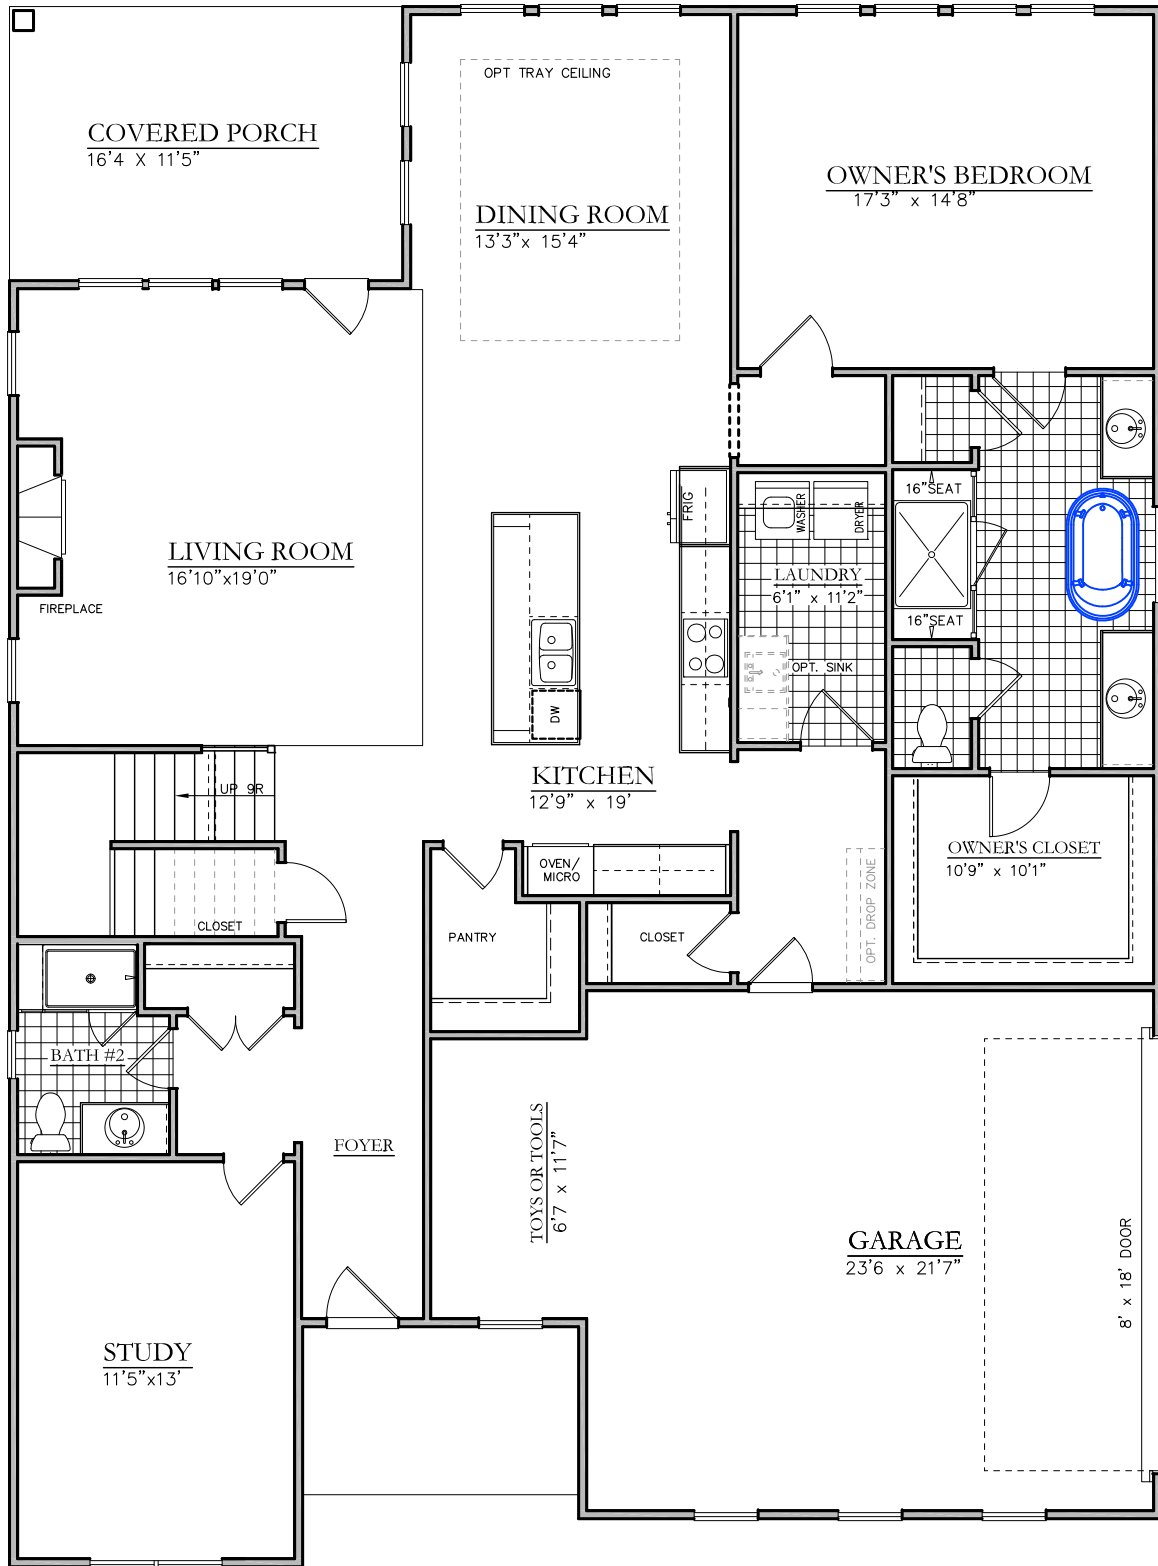 OPT TRAY CEILING
COVERED PORCH
16'4 X 11'5"
OWNER'S BEDROOM
17'3" x 14'8"
DINING ROOM
13'3"x 15'4"
16"SEAT
FRIG
WASHER
DRYER
LIVING ROOM
16'10"x19'0"
LAUNDRY
6'1" x 11'2"
FIREPLACE
16"SEAT
OPT. SINK
DW
KITCHEN
12'9" x 19'
UP 9R
OWNER'S CLOSET
10'9" x 10'1"
OVEN/
MICRO
OPT. DROP ZONE
CLOSET
PANTRY
CLOSET
BATH #2
FOYER
TOYS OR TOOLS
6'7 x 11'7"
GARAGE
23'6 x 21'7"
8' x 18' DOOR
STUDY
11'5"x13'